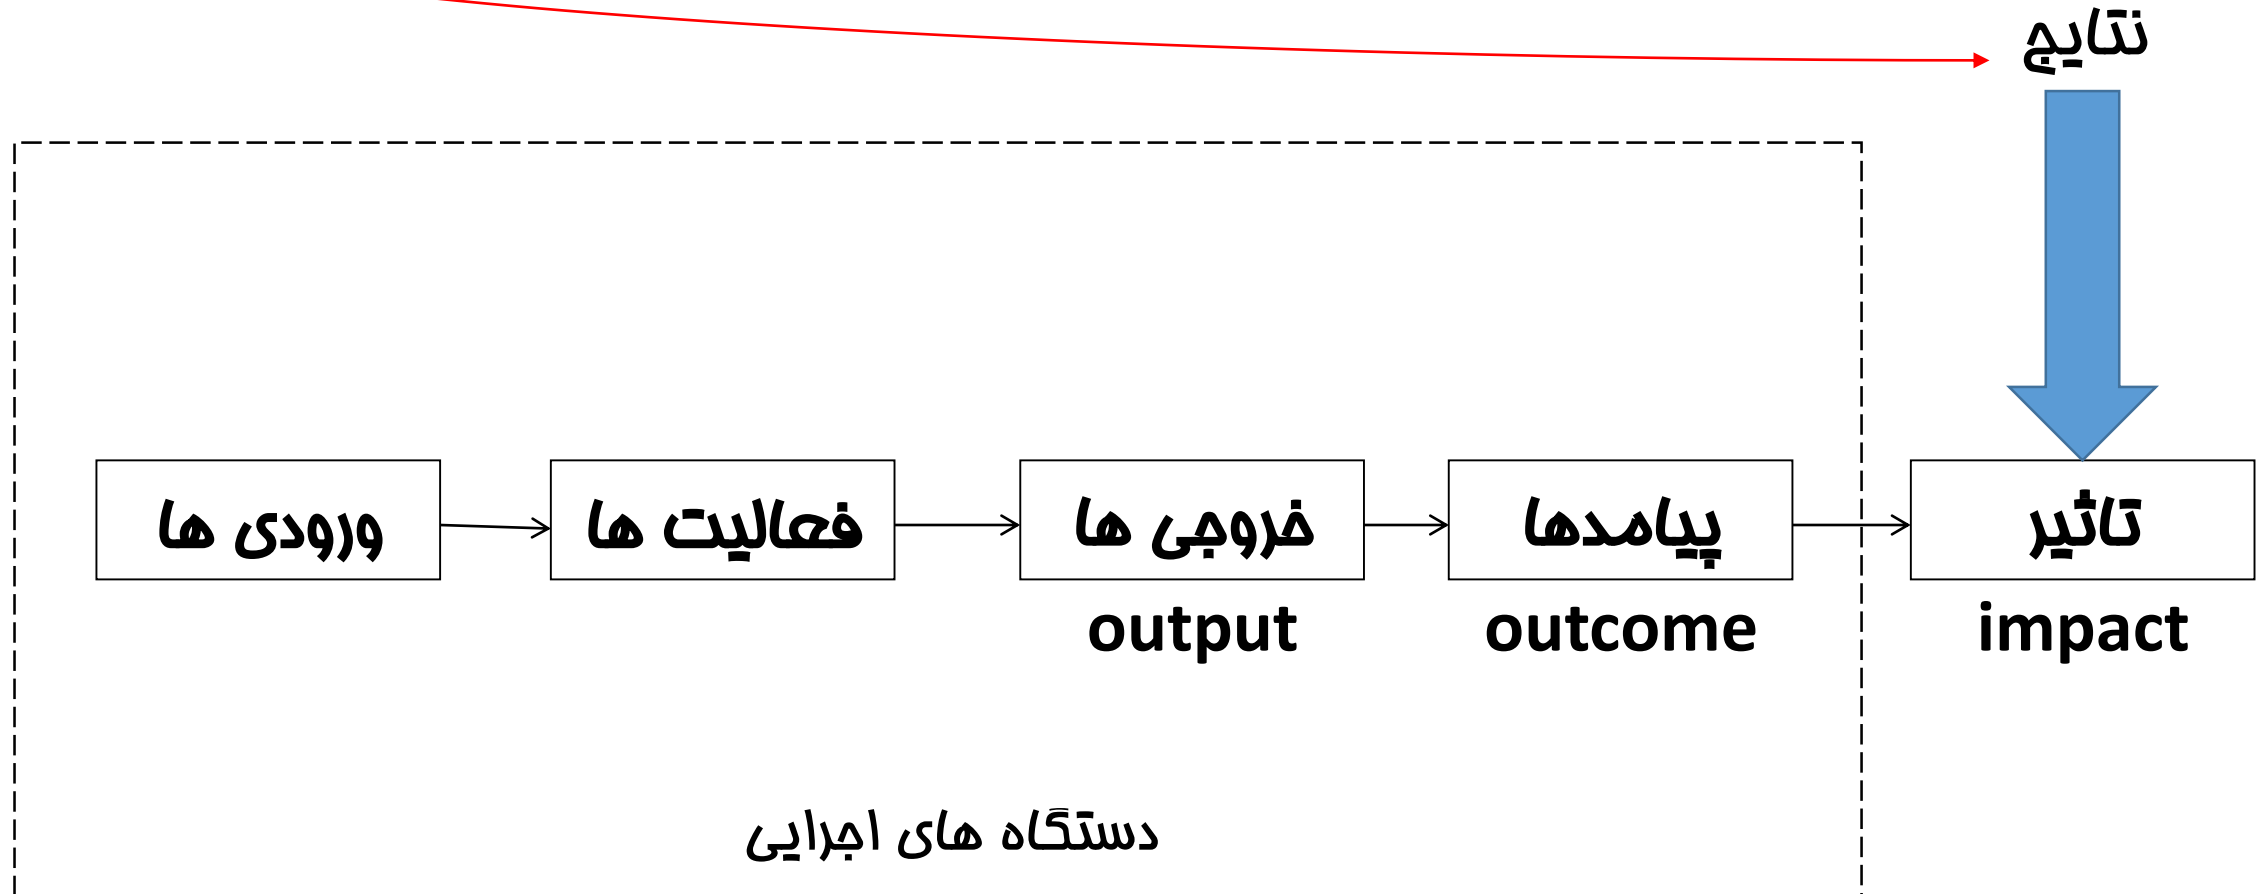 نتایج
ورودی ها
فعالیت ها
خروجی ها
پیامدها
تاثیر
output
outcome
impact
دستگاه های اجرایی